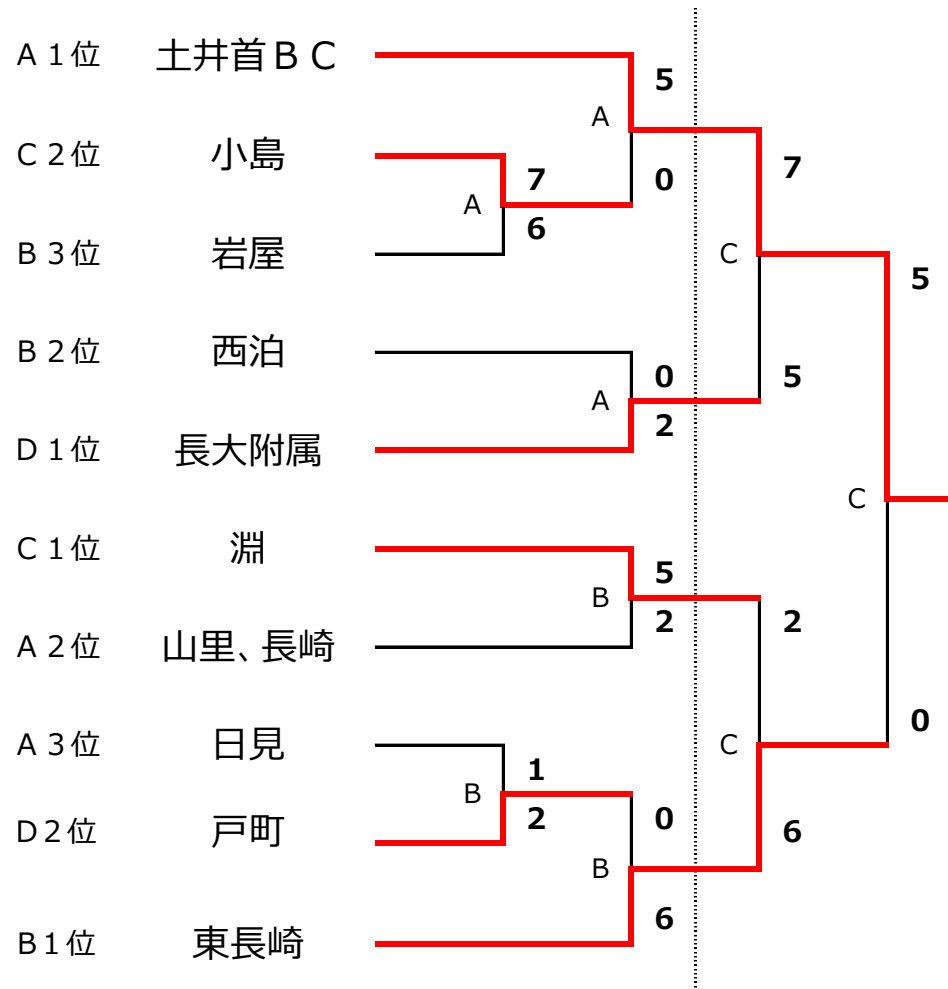 A１位 土井首ＢＣ
5
A
C２位 小島
7
0
7
A
6
B３位 岩屋
C
5
B２位 西泊
0
5
A
2
D１位 長大附属
C
C１位 淵
5
B
2
2
A２位 山里、長崎
A３位 日見
C
0
1
B
2
0
D２位 戸町
6
B
6
B１位 東長崎